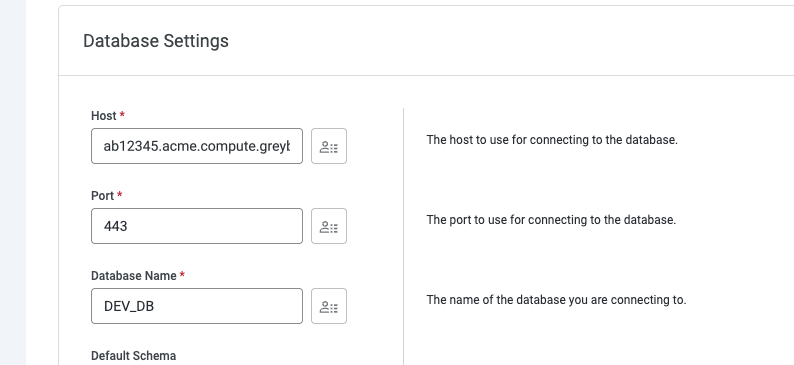 Database Settings
Host *
ab12345.acme.compute.greyb
The host to use for connecting to the database.
Port *
443
The port to use for connecting to the database.
Database Name *
DEV_DB
The name of the database you are connecting to.
Default Schema